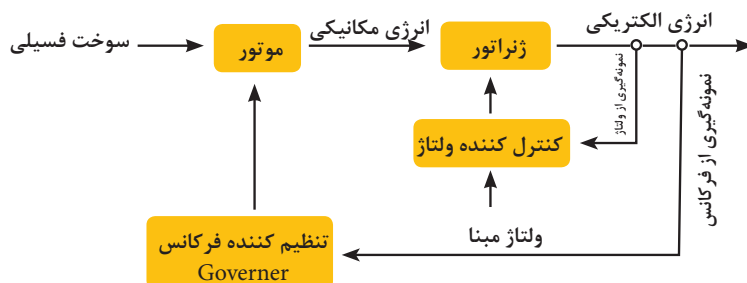 سوخت فسیلی
موتور
انرژی مکانیکی
ژنراتور
انرژی الکتریکی
نمونه‌گیری از ولتاژ
نمونه‌گیری از فرکانس
کنترل کننده ولتاژ
ولتاژ مبنا
تنظیم کننده فرکانس
Governer